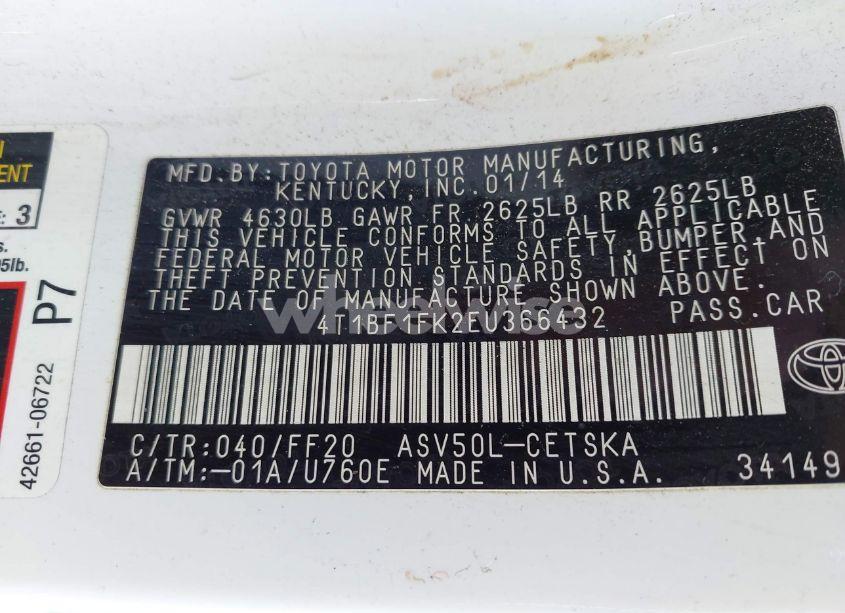 MFD. BY: TOYOTA MOTOR MANUFACTURING,
KENTUCKY, INC. 01/14
GVWR 4630LB GAWR FR 2625LB RR 2625LB
THIS VEHICLE CONFORMS TO ALL APPLICABLE
FEDERAL MOTOR VEHICLE SAFETY, BUMPER AND
THEFT PREVENTION STANDARDS IN EFFECT ON
THE DATE OF MANUFACTURE SHOWN ABOVE.
4T1BF1FK2EU366432 PASS. CAR
C/TR: 040/FF20 ASV50L-CETSKA
A/TM: -01A/U760E MADE IN U.S.A. 34149
3
P7
42661-06722